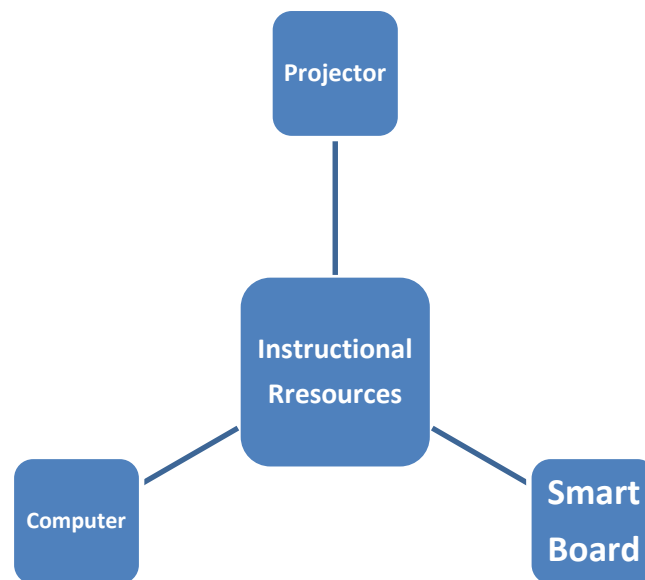 Projector
Instructional
Rresources
Computer
Smart
Board